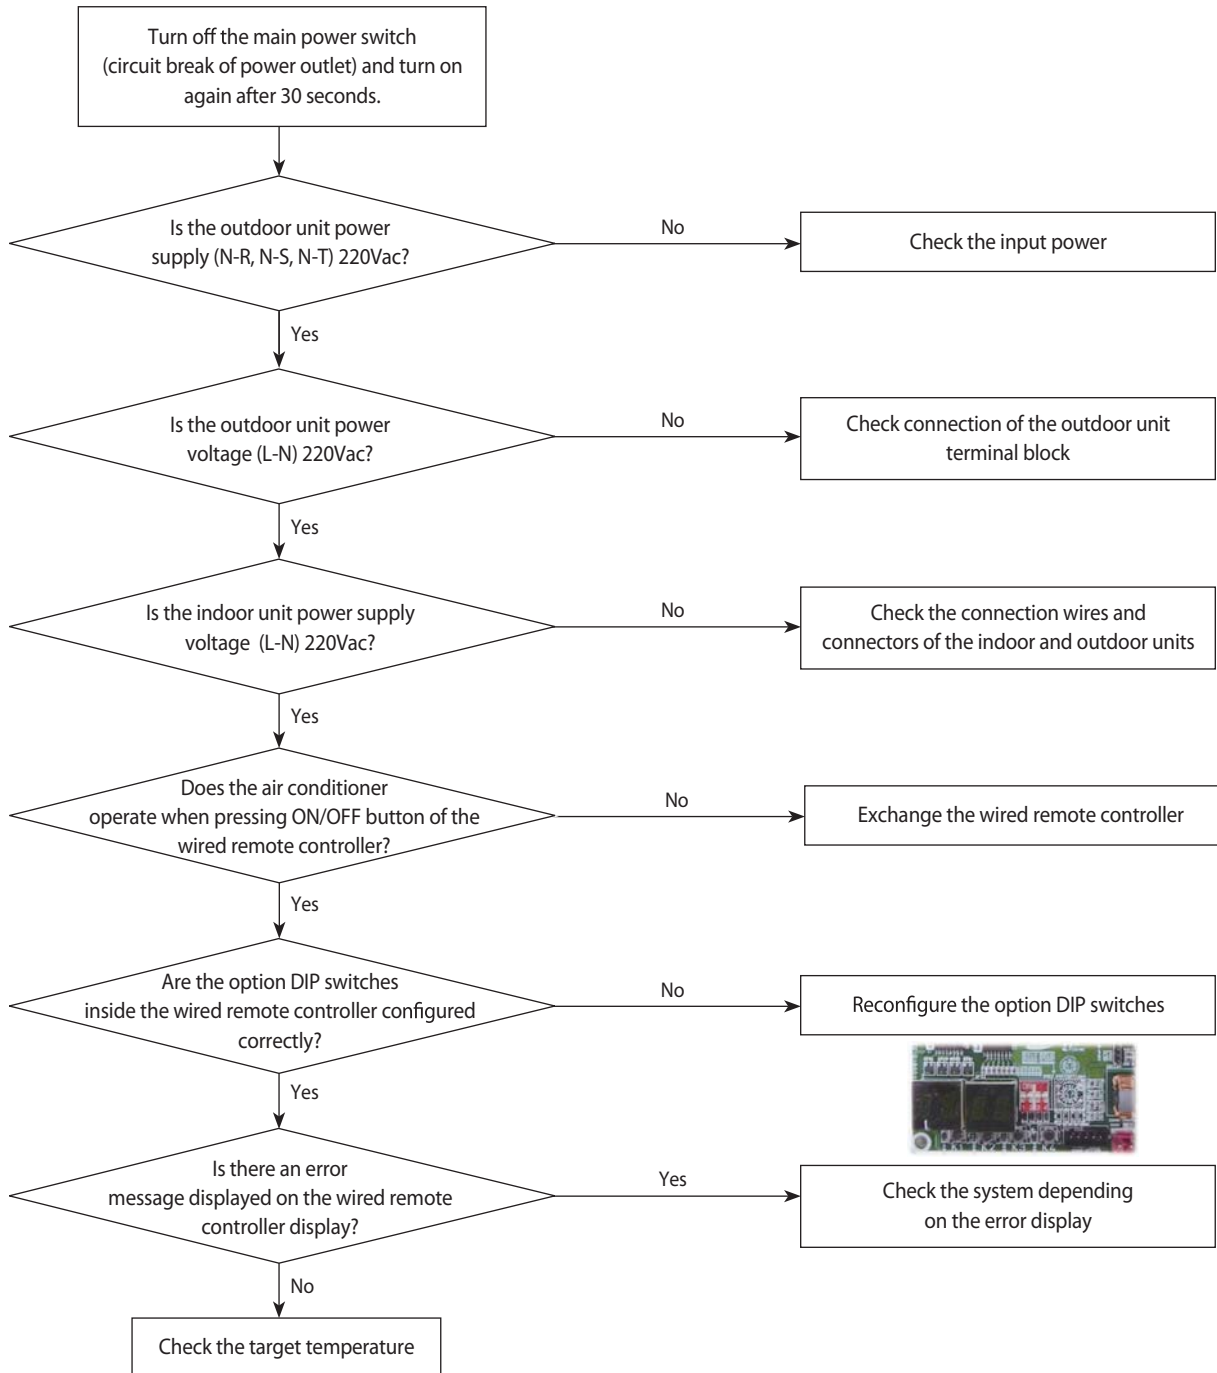 Turn off the main power switch
(circuit break of power outlet) and turn on
again after 30 seconds.
Is the outdoor unit power
supply (N-R, N-S, N-T) 220Vac?
No
Check the input power
Yes
Is the outdoor unit power
voltage (L-N) 220Vac?
No
Check connection of the outdoor unit
terminal block
Yes
Is the indoor unit power supply
voltage (L-N) 220Vac?
No
Check the connection wires and
connectors of the indoor and outdoor units
Yes
Does the air conditioner
operate when pressing ON/OFF button of the
wired remote controller?
No
Exchange the wired remote controller
Yes
Are the option DIP switches
inside the wired remote controller configured
correctly?
No
Reconfigure the option DIP switches
Yes
Is there an error
message displayed on the wired remote
controller display?
Yes
Check the system depending
on the error display
No
Check the target temperature